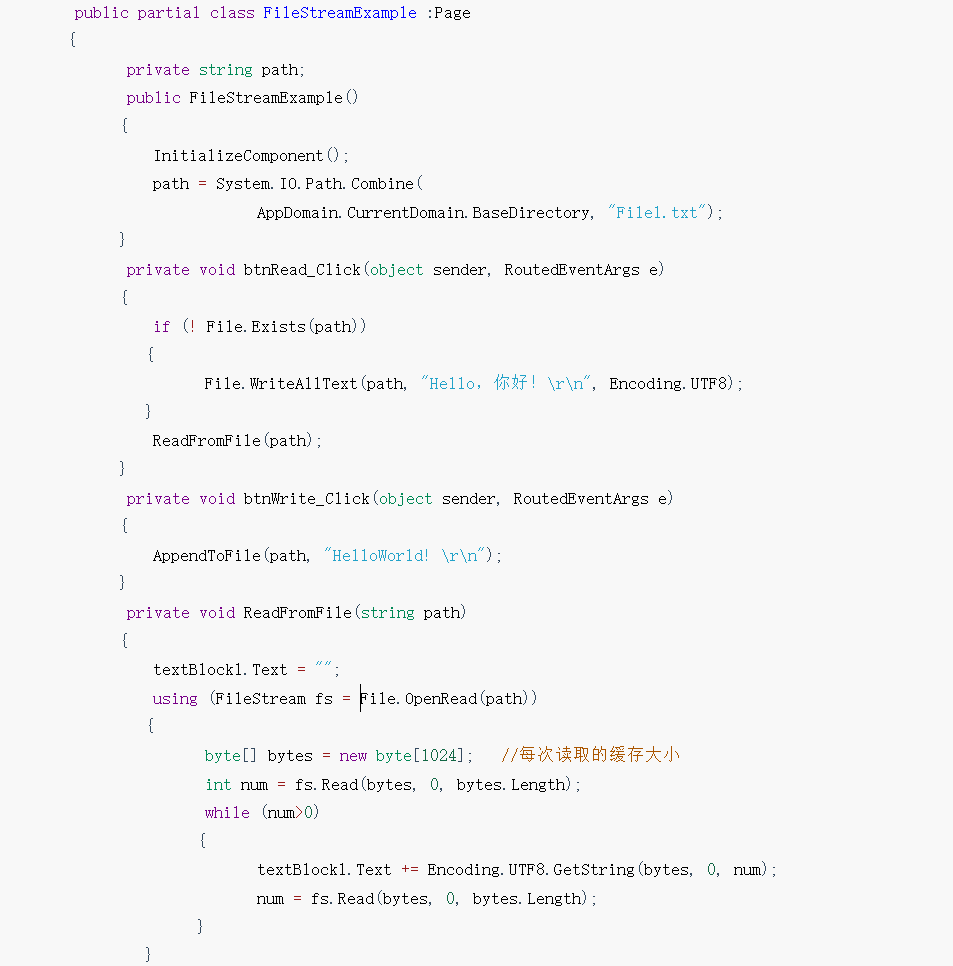 public partial class FileStreamExample :Page
{
private string path;
public FileStreamExample()
{
InitializeComponent();
path = System.IO.Path.Combine(
AppDomain.CurrentDomain.BaseDirectory, "File1.txt");
}
private void btnRead_Click(object sender, RoutedEventArgs e)
{
if (! File.Exists(path))
{
File.WriteAllText(path, "Hello，你好！\r\n", Encoding.UTF8);
}
ReadFromFile(path);
}
private void btnWrite_Click(object sender, RoutedEventArgs e)
{
AppendToFile(path, "HelloWorld！\r\n");
}
private void ReadFromFile(string path)
{
textBlock1.Text = "";
using (FileStream fs = File.OpenRead(path))
{
byte[] bytes = new byte[1024]; //每次读取的缓存大小
int num = fs.Read(bytes, 0, bytes.Length);
while (num>0)
{
textBlock1.Text += Encoding.UTF8.GetString(bytes, 0, num);
num = fs.Read(bytes, 0, bytes.Length);
}
}